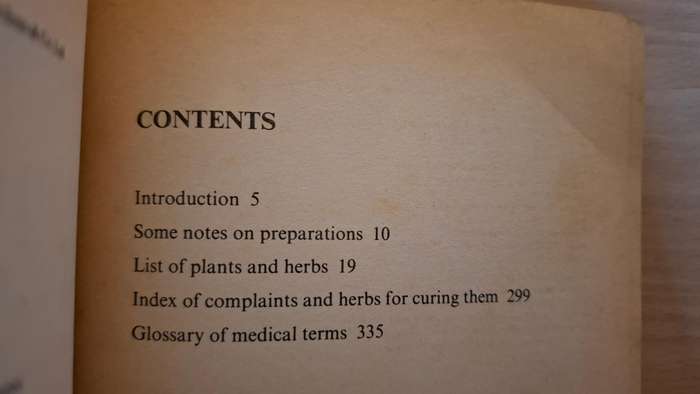 CONTENTS
Introduction 5
Some notes on preparations 10
List of plants and herbs 19
Index of complaints and herbs for curing them 299
Glossary of medical terms 335